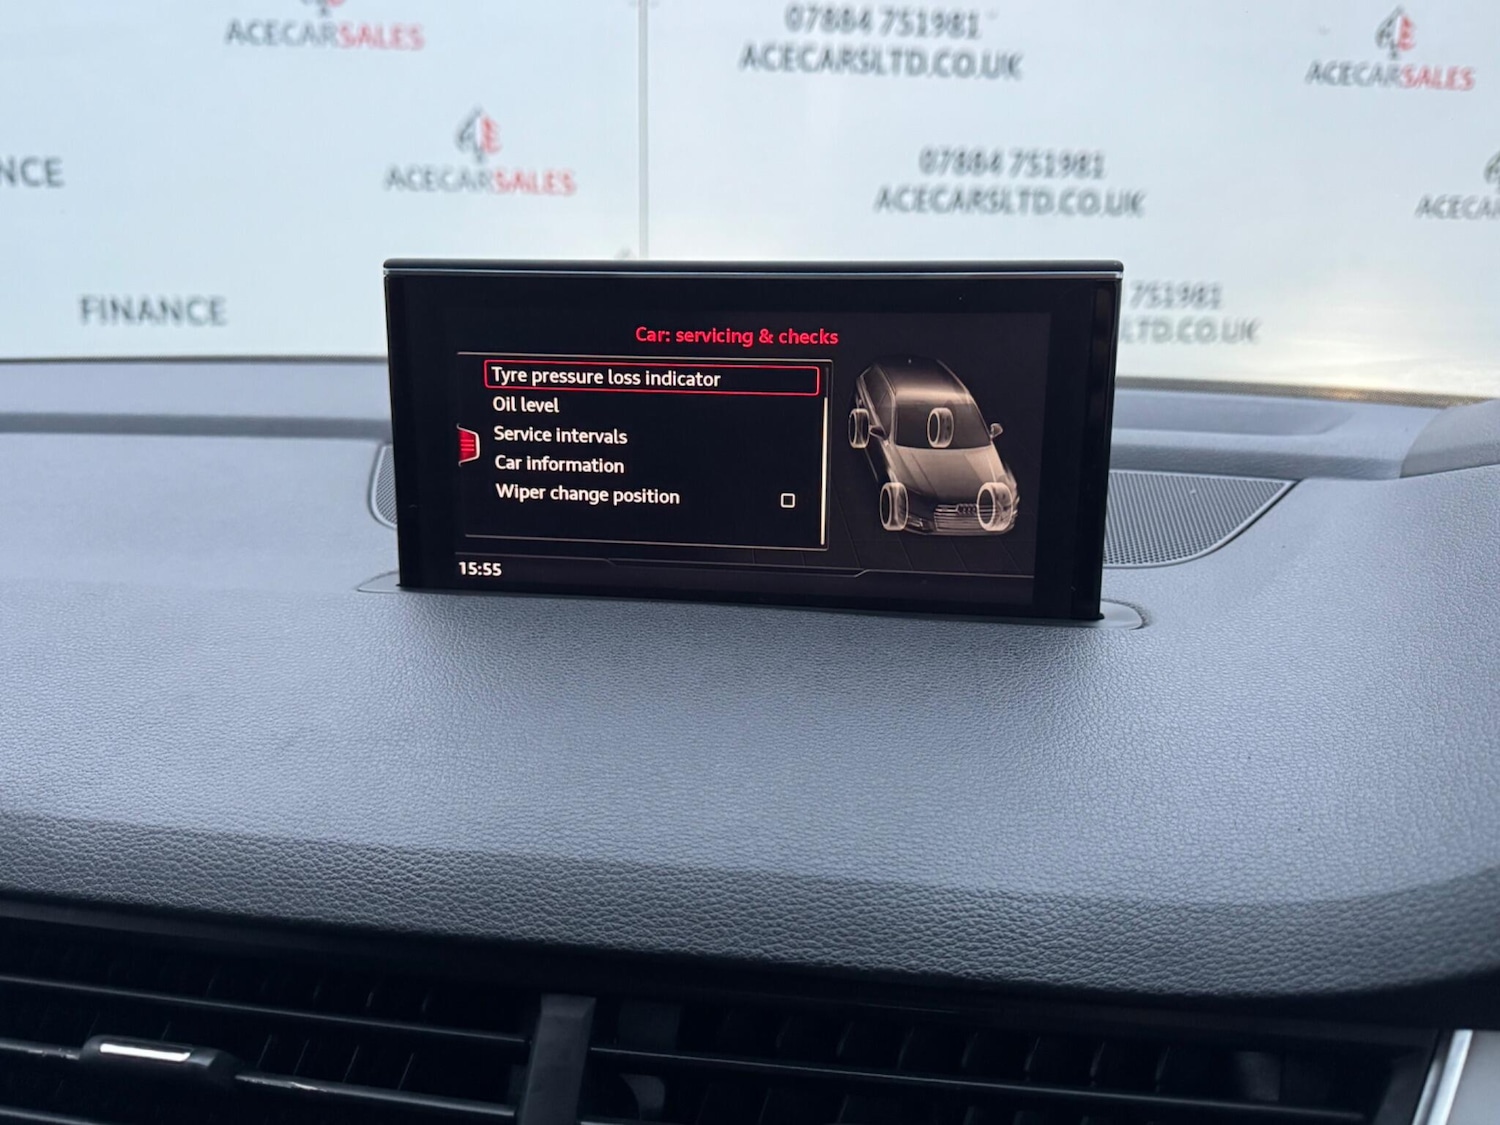 ACECARSALES
07884 751981
ACECARSLTD.CO.UK
ACECARSALES
ACECARSALES
07884 751981
ACECARSLTD.CO.UK
NCE
ACECA
FINANCE
751981
LTD.CO.UK
Car: servicing & checks
Tyre pressure loss indicator
Oil level
Service intervals
Car information
Wiper change position
15:55